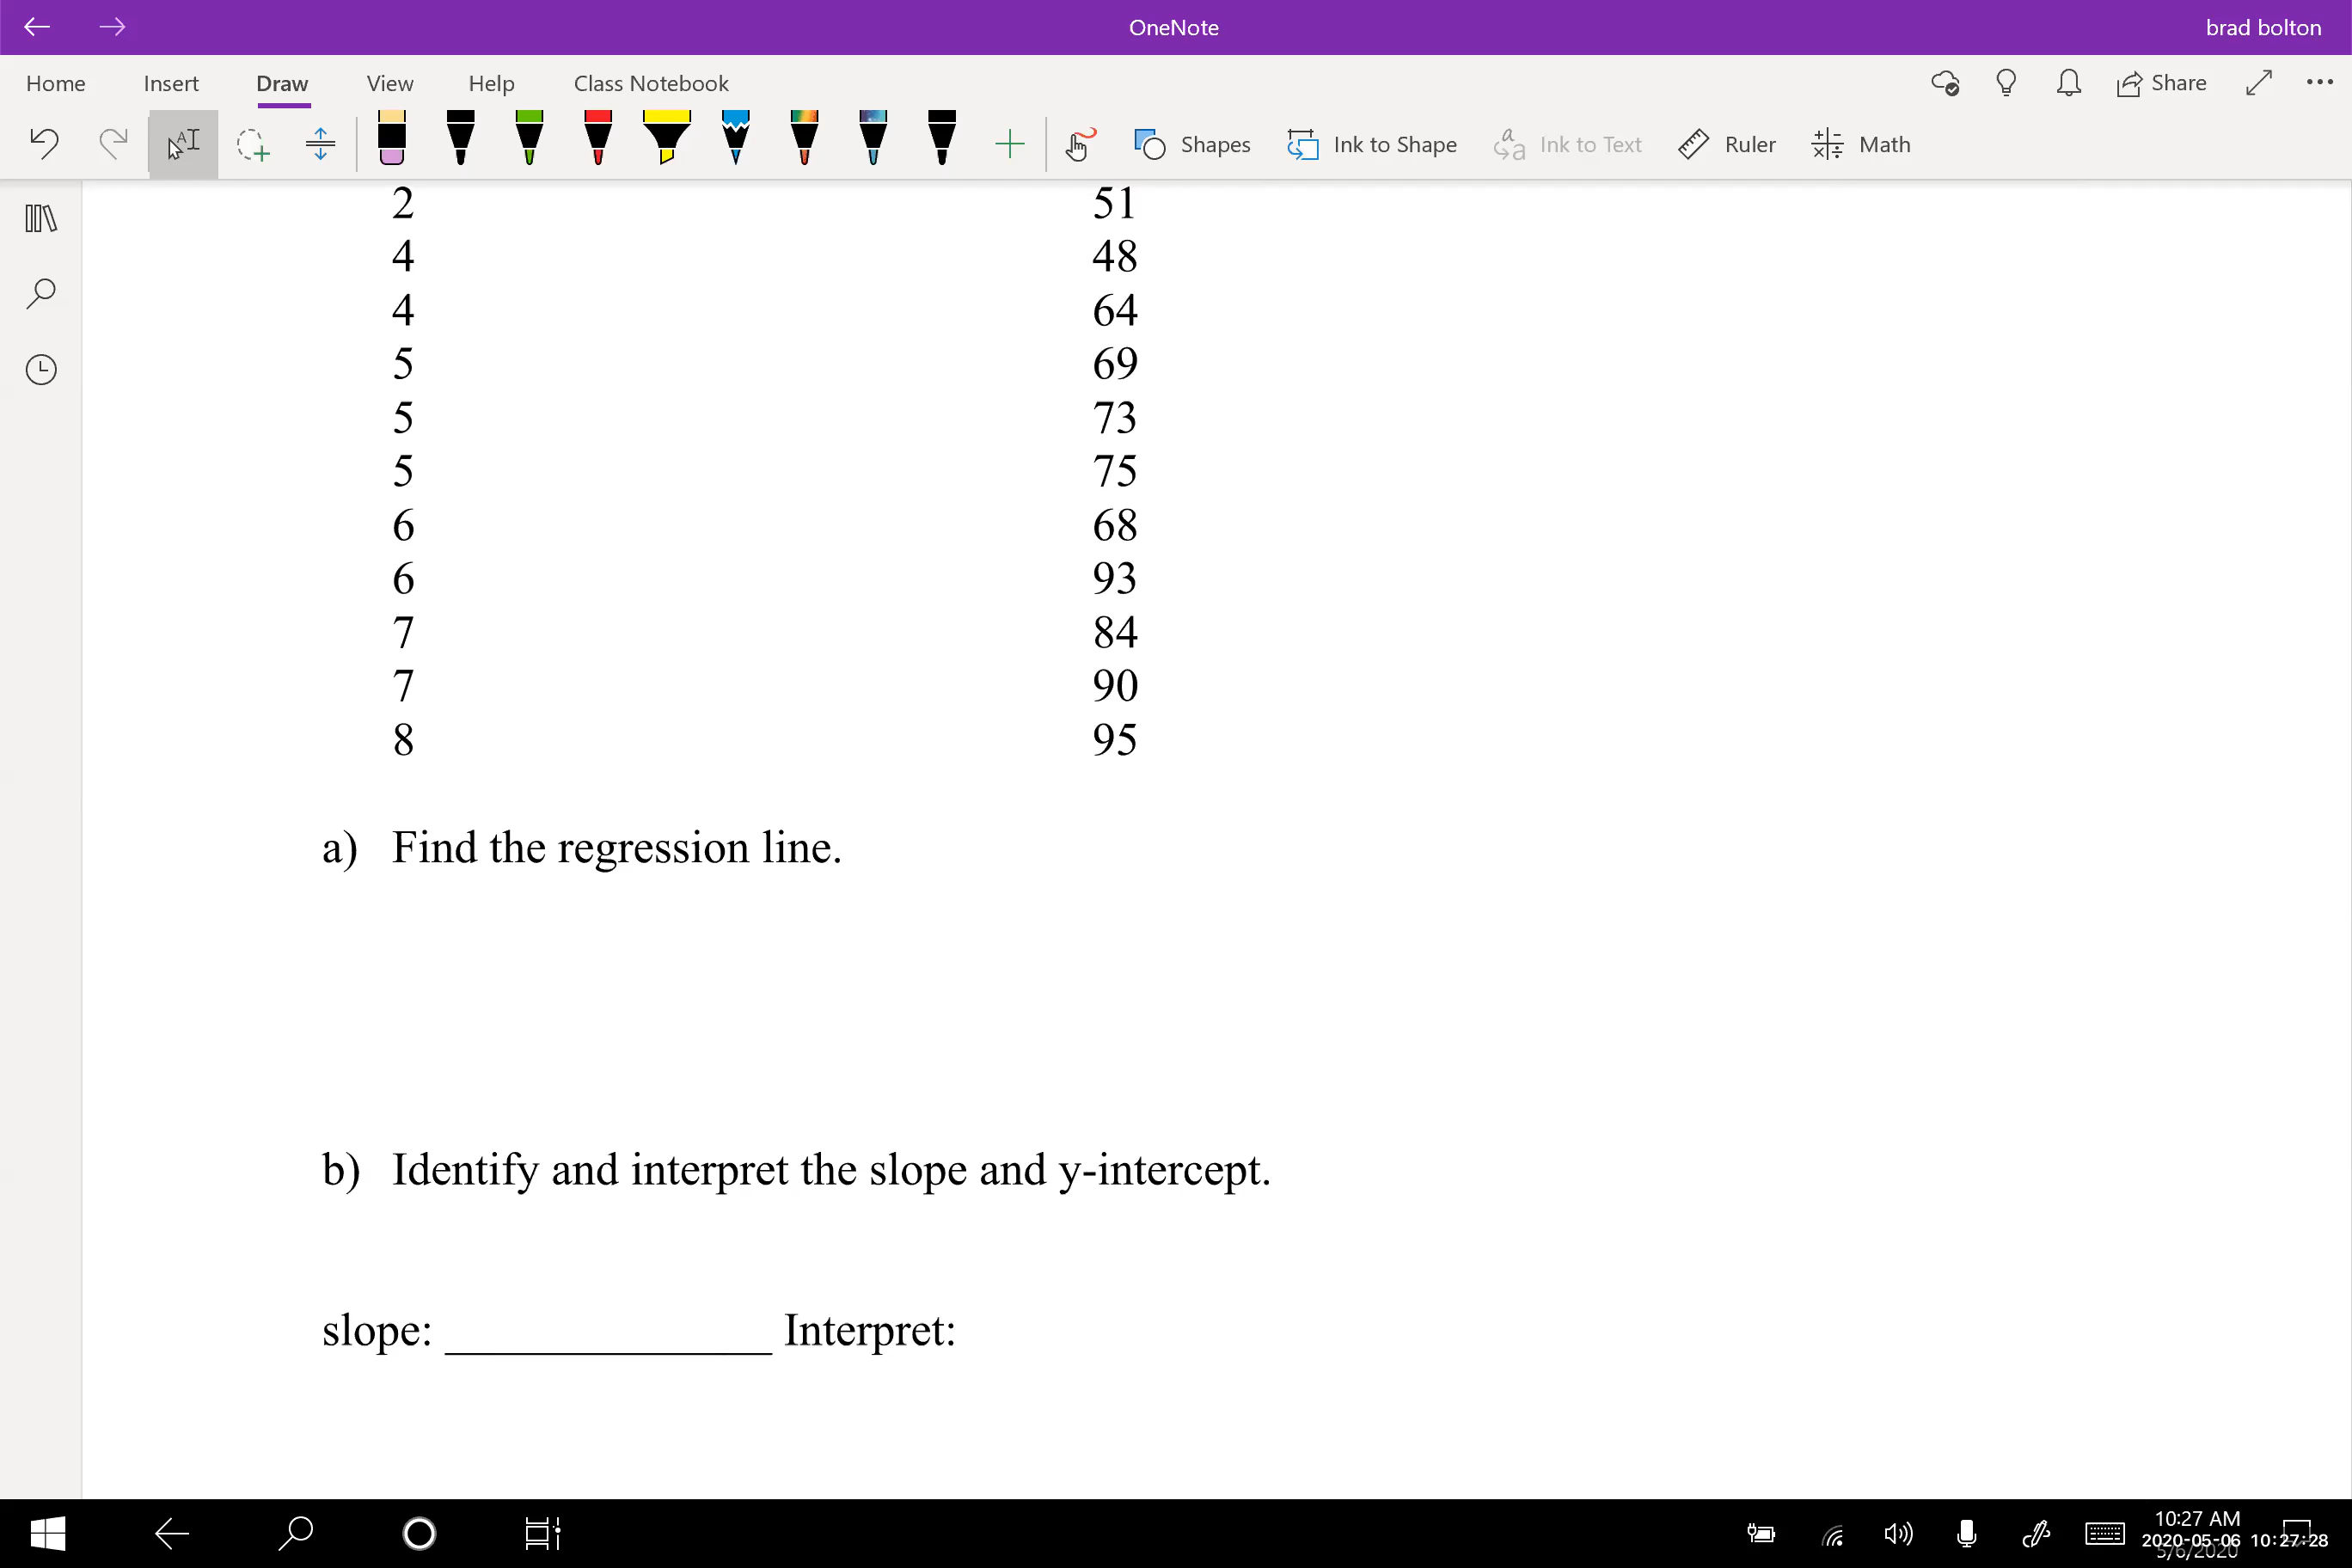 OneNote
brad bolton
Home Insert Draw View Help Class Notebook Share
Shapes Ink to Shape Ink to Text Ruler Math
2 51
4 48
4 64
5 69
5 73
5 75
6 68
6 93
7 84
7 90
8 95
a) Find the regression line.
b) Identify and interpret the slope and y-intercept.
slope: _______________ Interpret:
10:27 AM
2020-05-06 10:27:28
5/6/2020